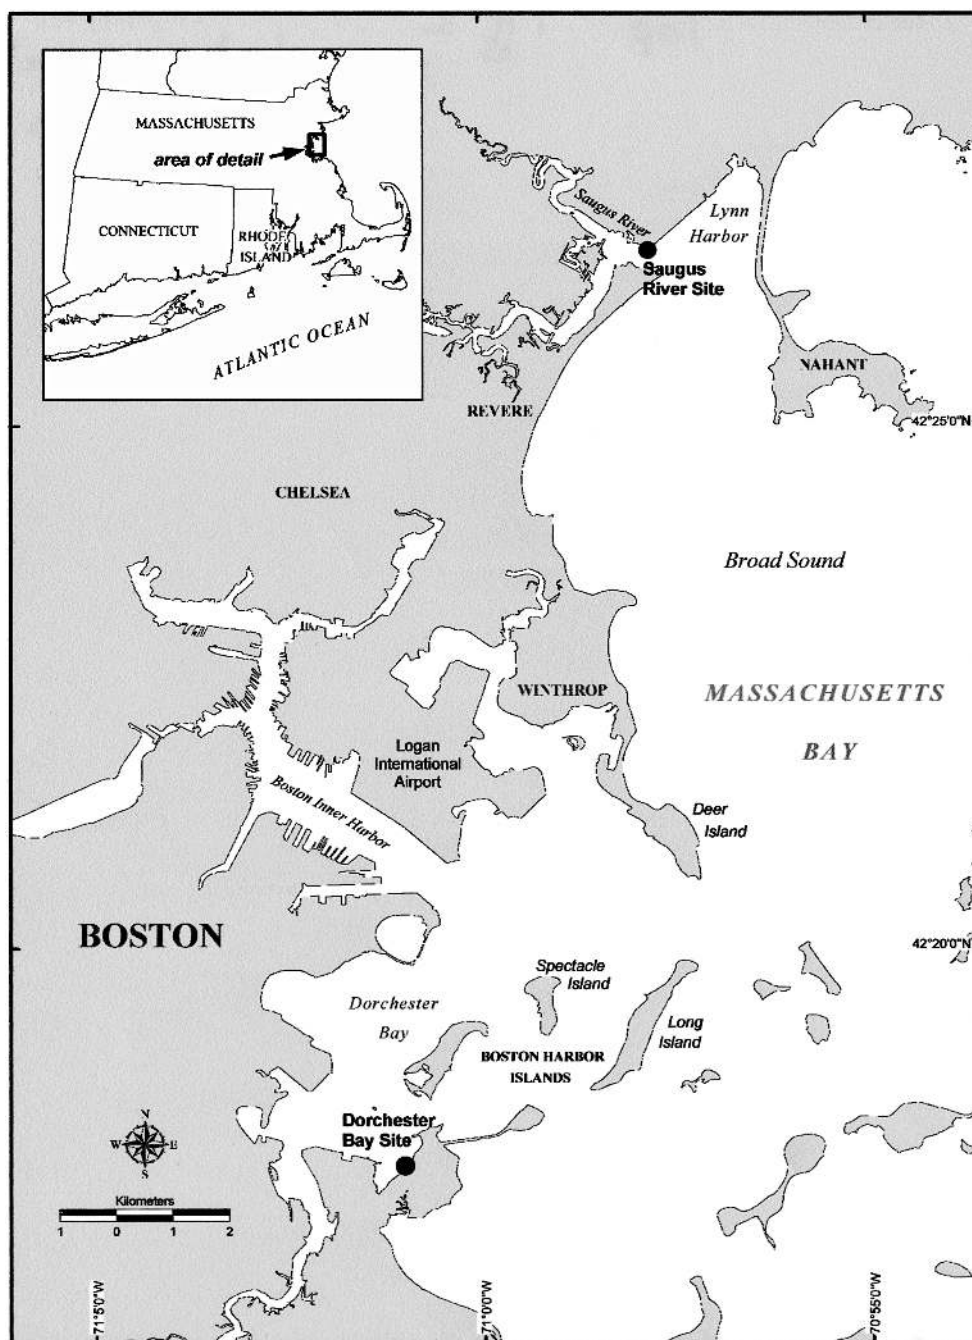 MASSACHUSETTS
area of detail
CONNECTICUT
RHODE
ISLAND
ATLANTIC OCEAN
Saugus River
Lynn
Harbor
Saugus
River Site
NAHANT
REVERE
42°25'0"N
CHELSEA
Broad Sound
WINTHROP
MASSACHUSETTS
BAY
Logan
International
Airport
Boston Inner Harbor
Deer
Island
BOSTON
42°20'0"N
Spectacle
Island
Dorchester
Bay
Long
Island
BOSTON HARBOR
ISLANDS
Dorchester
Bay Site
N
W E
S
Kilometers
1 0 1 2
71°5'0"W
71°0'0"W
70°55'0"W